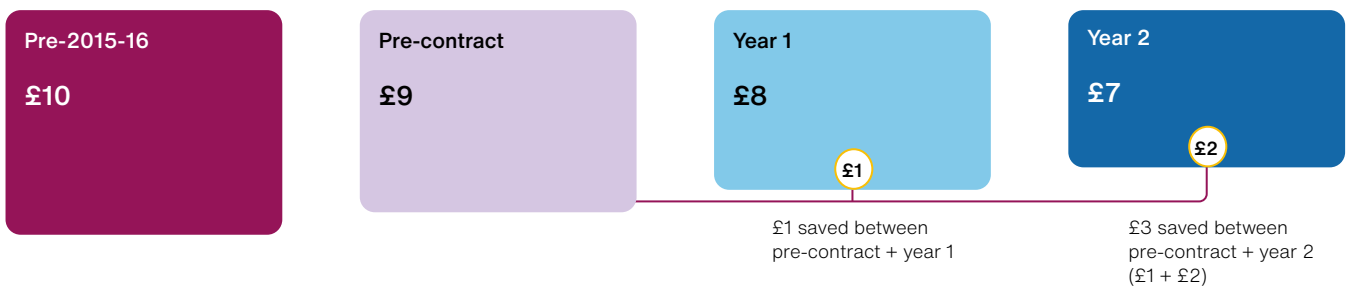 Pre-2015-16
£10
Pre-contract
£9
Year 1
£8
£1
£1 saved between
pre-contract + year 1
Year 2
£7
£2
£3 saved between
pre-contract + year 2
(£1 + £2)